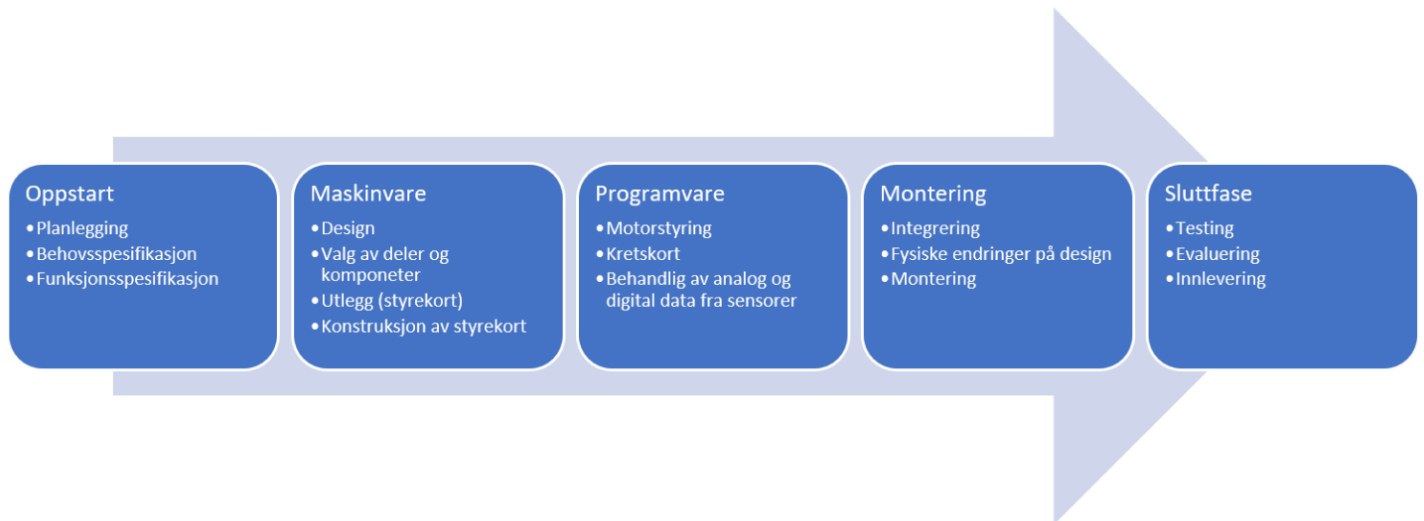 Oppstart
•Planlegging
•Behovsspesifikasjon
•Funksjonsspesifikasjon
Maskinvare
•Design
•Valg av deler og
komponeter
•Utlegg (styrekort)
•Konstruksjon av styrekort
Programvare
•Motorstyring
•Kretskort
•Behandlig av analog og
digital data fra sensorer
Montering
•Integrering
•Fysiske endringer på design
•Montering
Sluttfase
•Testing
•Evaluering
•Innlevering